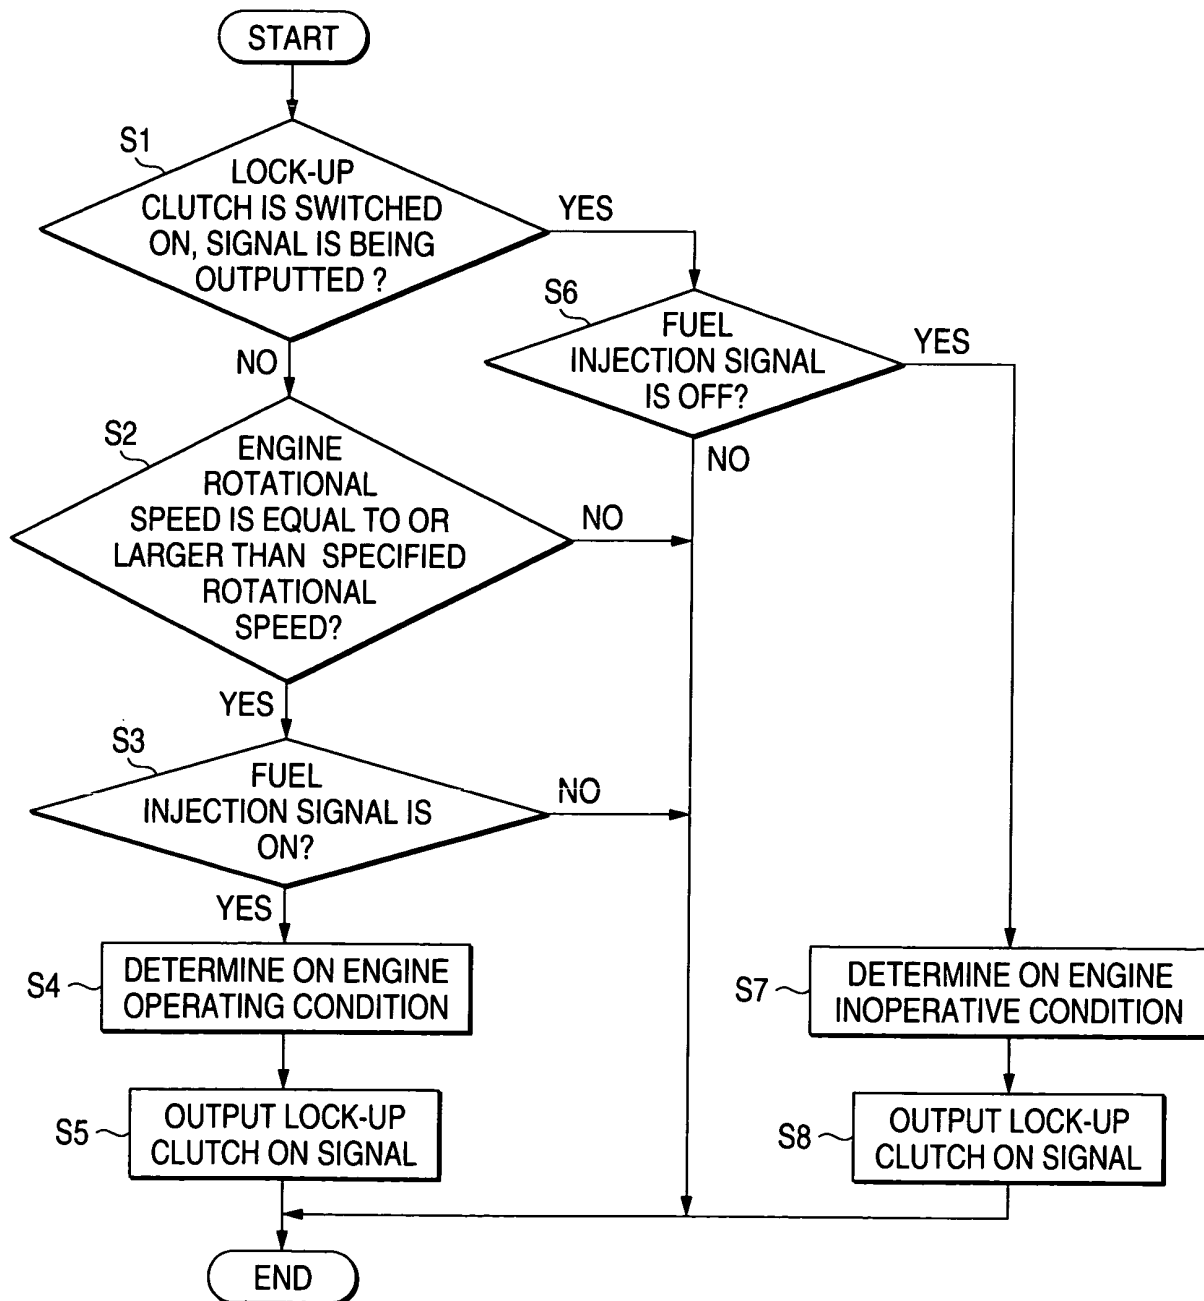 START
S1
LOCK-UP
CLUTCH IS SWITCHED
ON, SIGNAL IS BEING
OUTPUTTED ?
YES
NO
S6
FUEL
INJECTION SIGNAL
IS OFF?
YES
NO
S2
ENGINE
ROTATIONAL
SPEED IS EQUAL TO OR
LARGER THAN SPECIFIED
ROTATIONAL
SPEED?
NO
YES
S3
FUEL
INJECTION SIGNAL IS
ON?
NO
YES
S4
DETERMINE ON ENGINE
OPERATING CONDITION
S7
DETERMINE ON ENGINE
INOPERATIVE CONDITION
S5
OUTPUT LOCK-UP
CLUTCH ON SIGNAL
S8
OUTPUT LOCK-UP
CLUTCH ON SIGNAL
END